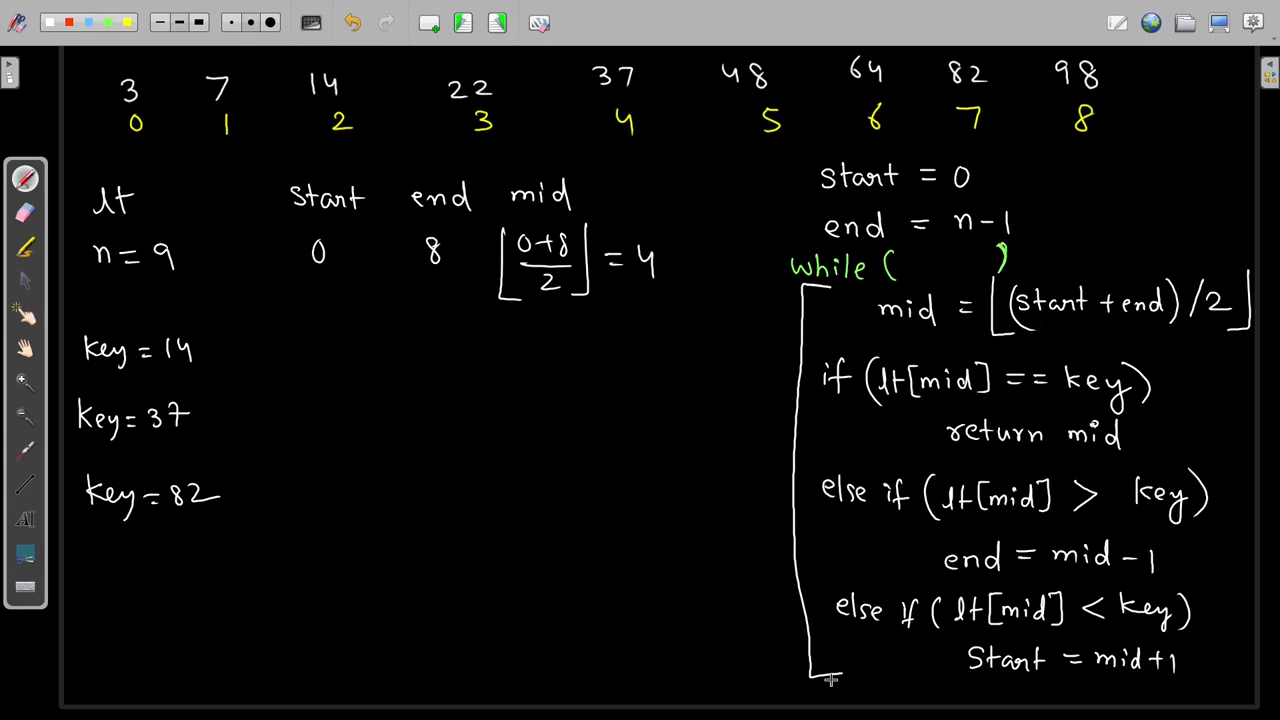 3 7 14 22 37 48 64 82 98
0 1 2 3 4 5 6 7 8
lt start end mid
n = 9 0 8 ⌊(0+8)/2⌋ = 4
key = 14
key = 37
key = 82
start = 0
end = n-1
while ( )
mid = ⌊(start + end) / 2⌋
if (lt[mid] == key)
return mid
else if (lt[mid] > key)
end = mid - 1
else if (lt[mid] < key)
Start = mid + 1